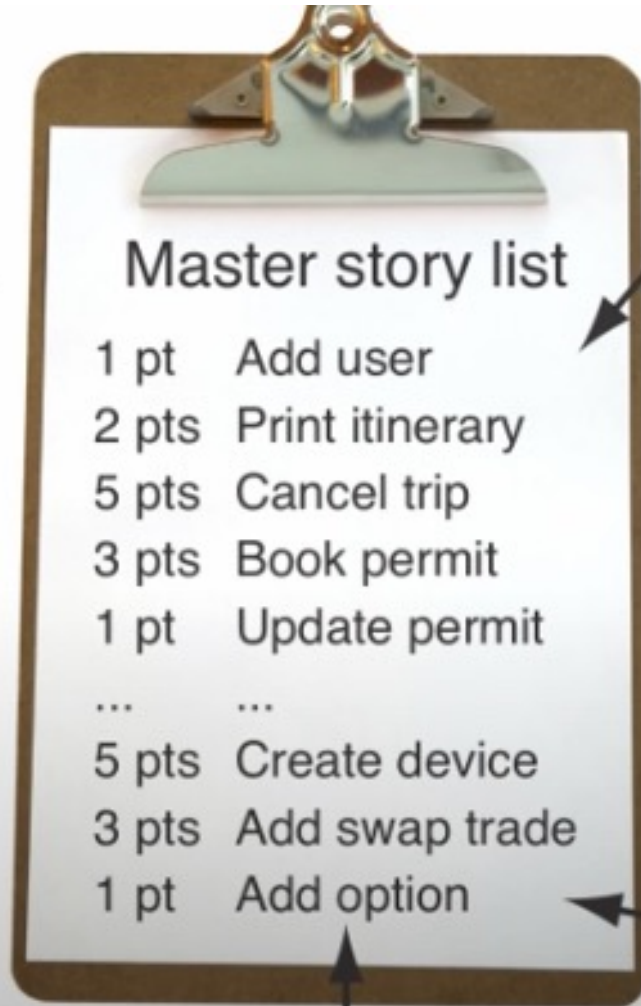 Master story list
1 pt Add user
2 pts Print itinerary
5 pts Cancel trip
3 pts Book permit
1 pt Update permit
... ...
5 pts Create device
3 pts Add swap trade
1 pt Add option